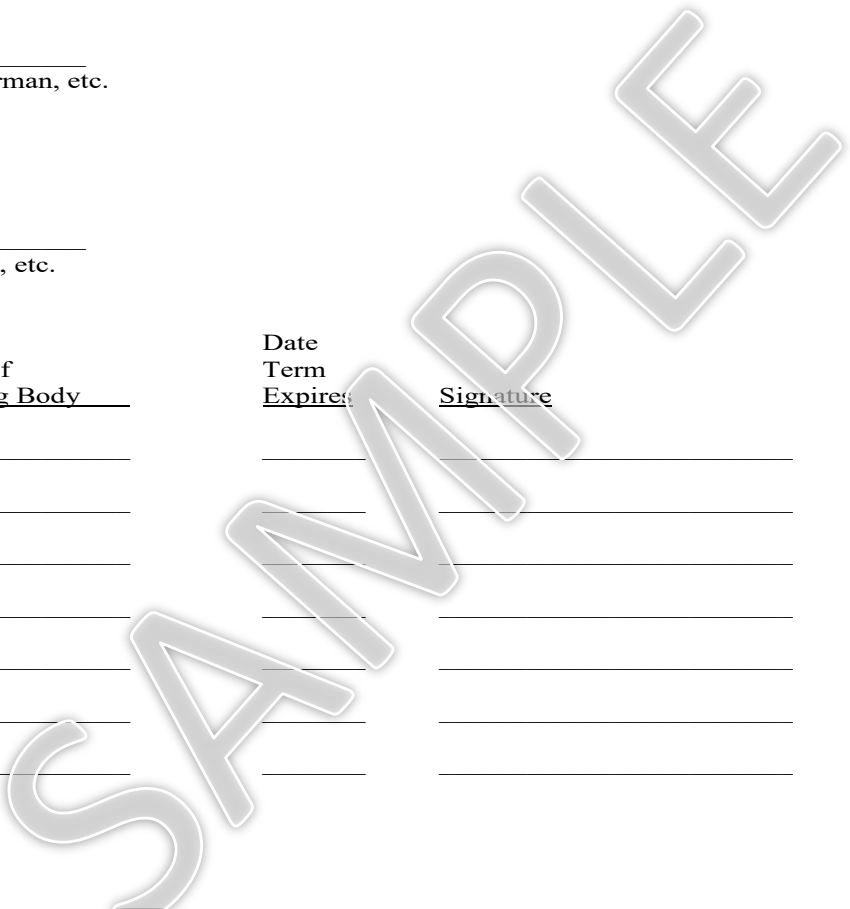 rman, etc.
, etc.
Date
f Term
g Body Expires Signature
SAMPLE